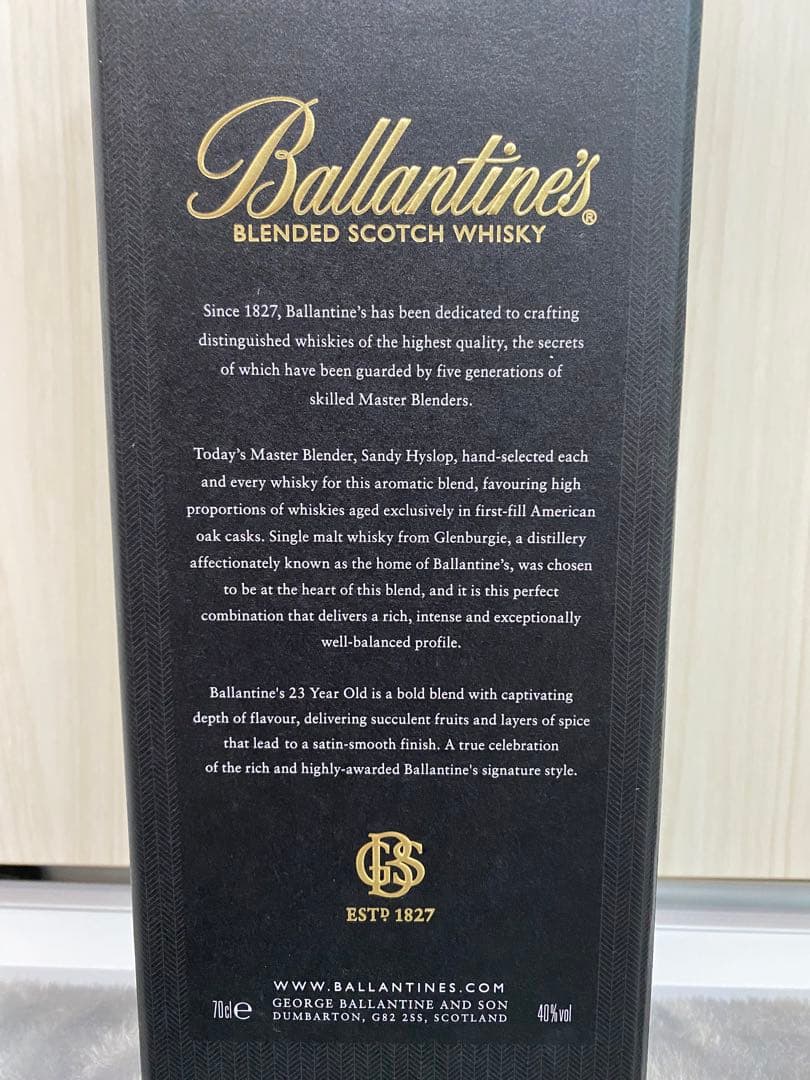 Ballantine's®
BLENDED SCOTCH WHISKY
Since 1827, Ballantine's has been dedicated to crafting
distinguished whiskies of the highest quality, the secrets
of which have been guarded by five generations of
skilled Master Blenders.
Today's Master Blender, Sandy Hyslop, hand-selected each
and every whisky for this aromatic blend, favouring high
proportions of whiskies aged exclusively in first-fill American
oak casks. Single malt whisky from Glenburgie, a distillery
affectionately known as the home of Ballantine's, was chosen
to be at the heart of this blend, and it is this perfect
combination that delivers a rich, intense and exceptionally
well-balanced profile.
Ballantine's 23 Year Old is a bold blend with captivating
depth of flavour, delivering succulent fruits and layers of spice
that lead to a satin-smooth finish. A true celebration
of the rich and highly-awarded Ballantine's signature style.
GBS
ESTD 1827
WWW.BALLANTINES.COM
70cl e GEORGE BALLANTINE AND SON 40%vol
DUMBARTON, G82 2SS, SCOTLAND